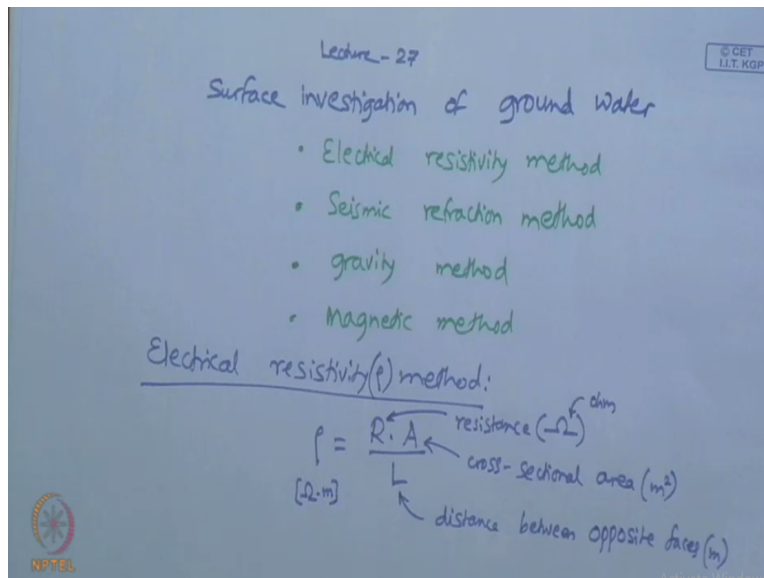 Lecture - 27
© CET
I.I.T. KGP
Surface investigation of ground water
• Electrical resistivity method
• Seismic refraction method
• gravity method
• Magnetic method
Electrical resistivity (ρ) method:
ρ = R. A / L
[Ω.m]
resistance (Ω)
ohm
cross-sectional area (m²)
distance between opposite faces (m)
NPTEL